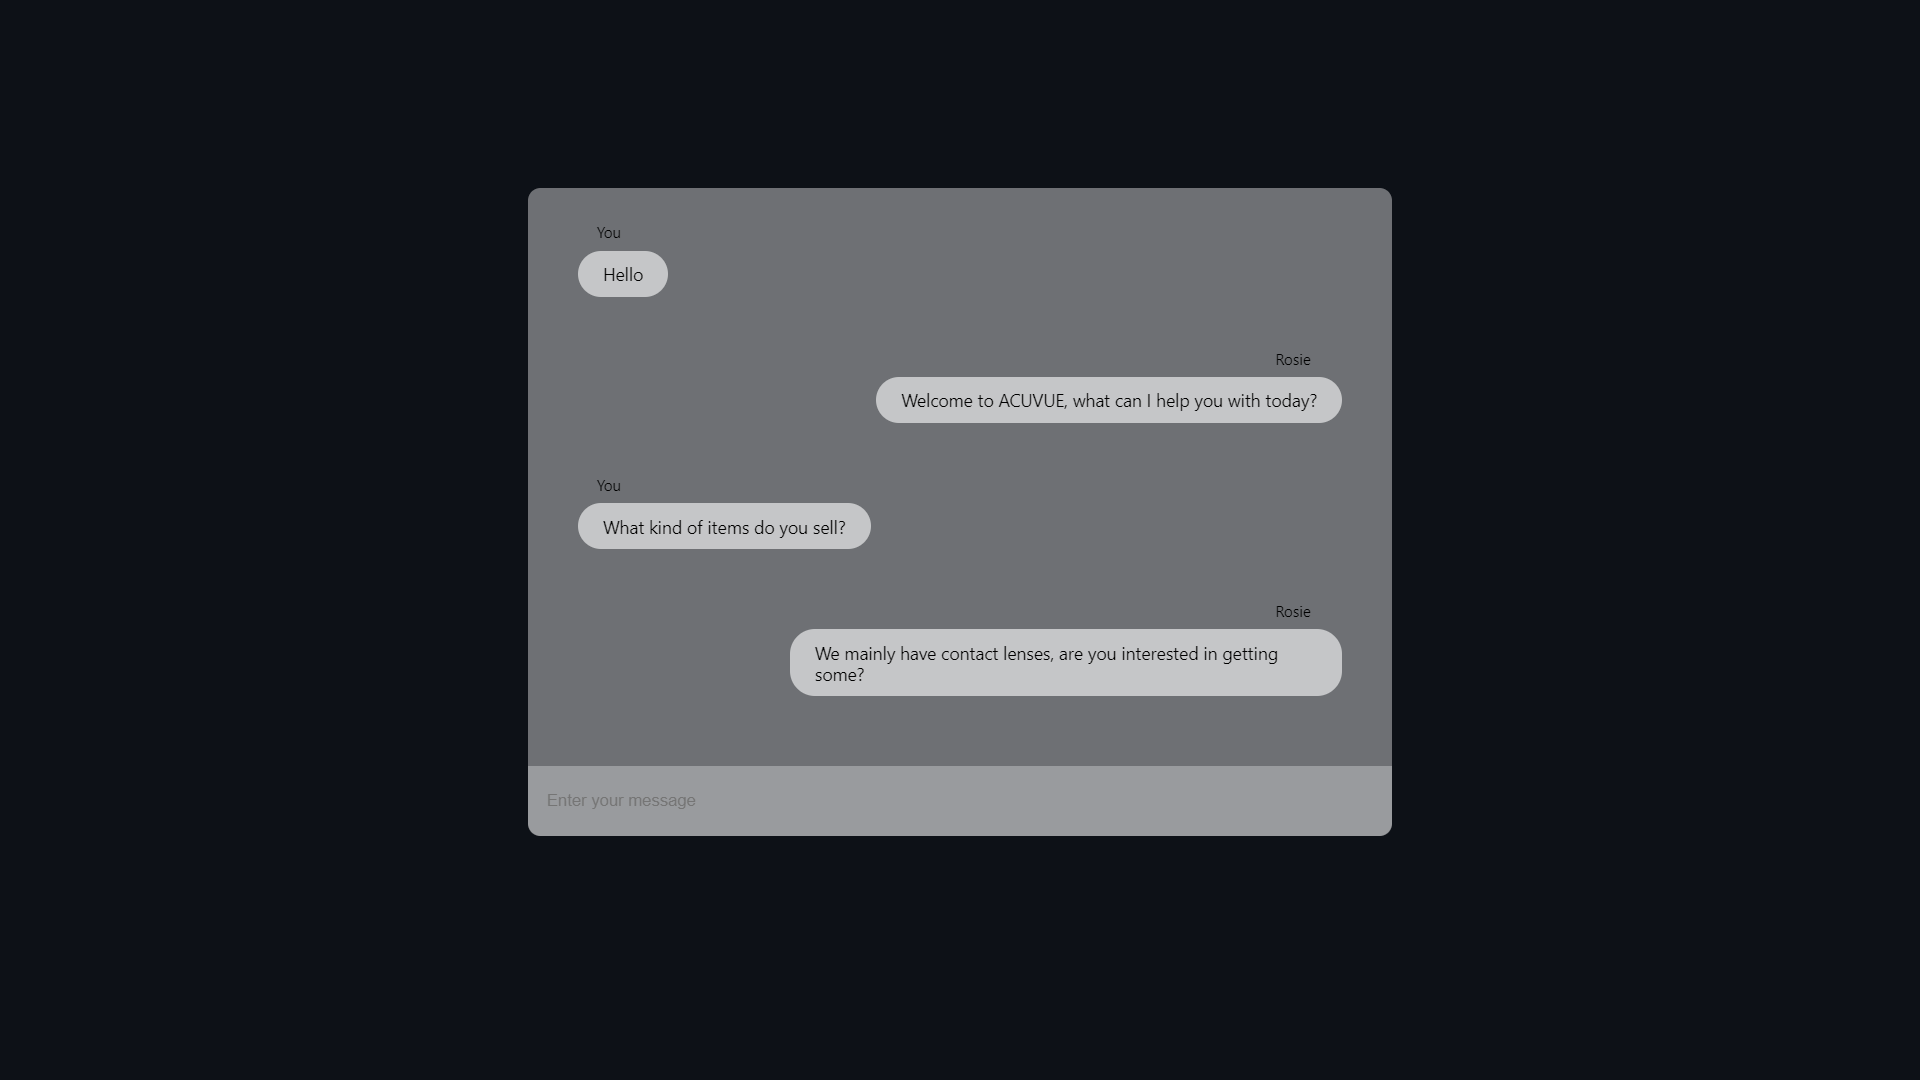 You
Hello
Rosie
Welcome to ACUVUE, what can I help you with today?
You
What kind of items do you sell?
Rosie
We mainly have contact lenses, are you interested in getting
some?
Enter your message